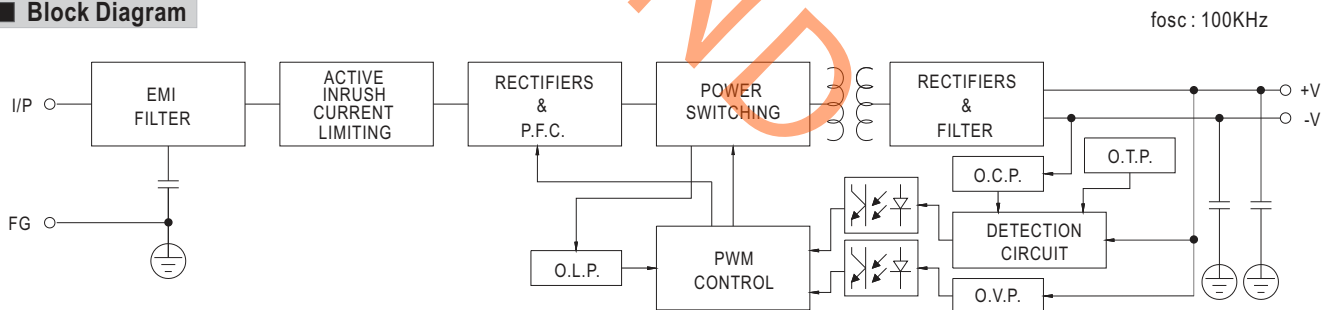 Block Diagram
fosc : 100KHz
I/P
EMI
FILTER
ACTIVE
INRUSH
CURRENT
LIMITING
RECTIFIERS
&
P.F.C.
POWER
SWITCHING
RECTIFIERS
&
FILTER
+V
-V
FG
O.L.P.
PWM
CONTROL
O.C.P.
O.T.P.
DETECTION
CIRCUIT
O.V.P.
ND